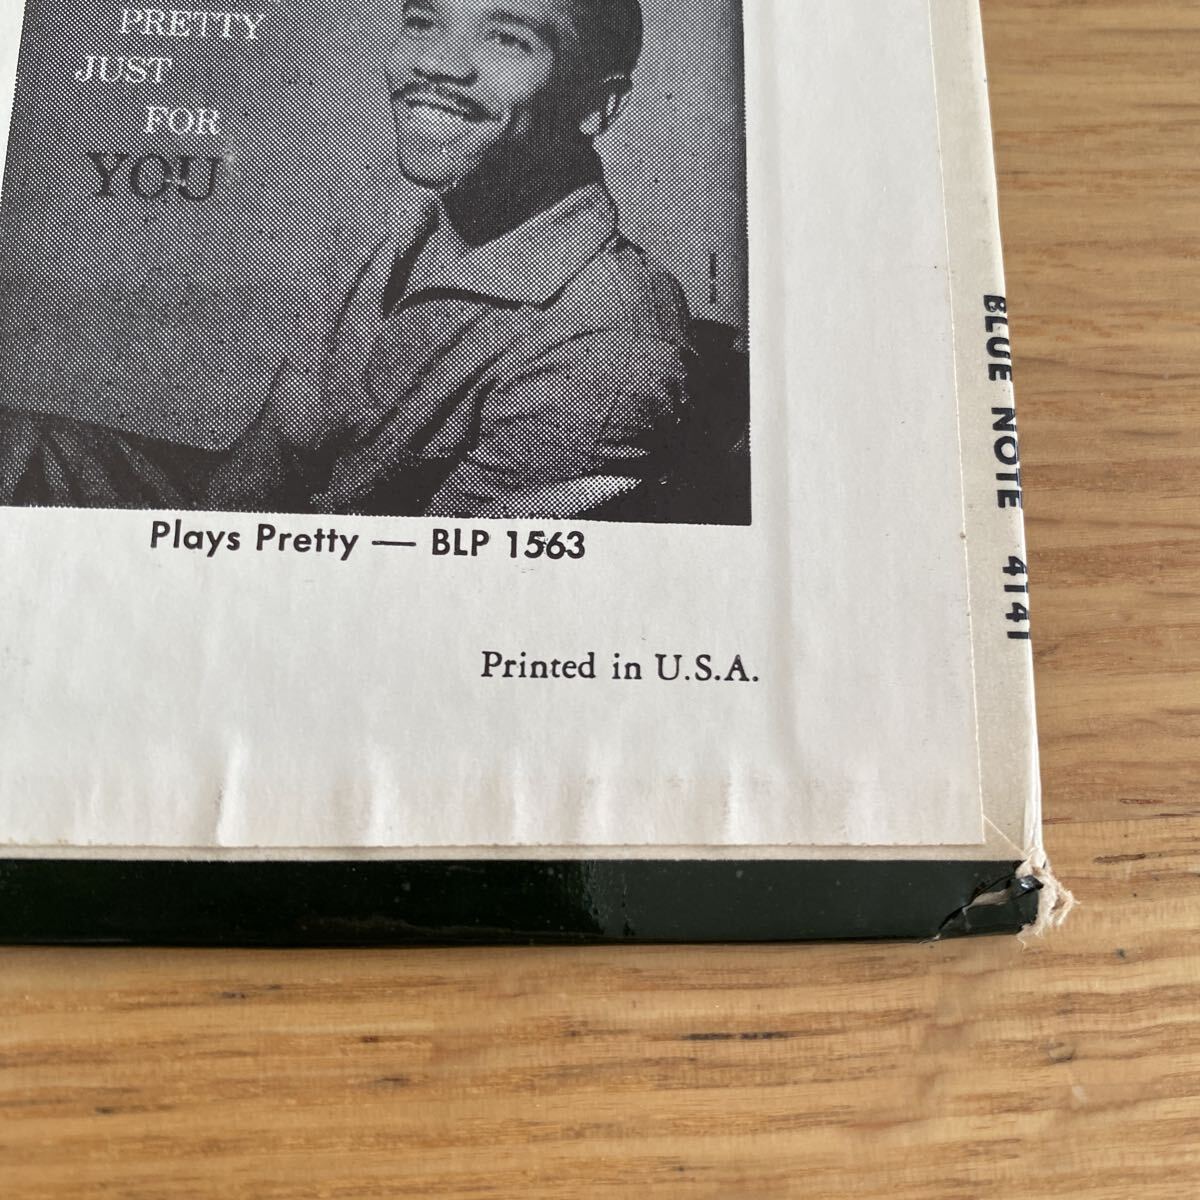 PRETTY
JUST
FOR
YOU
Plays Pretty — BLP 1563
Printed in U.S.A.
BLUE NOTE 4141